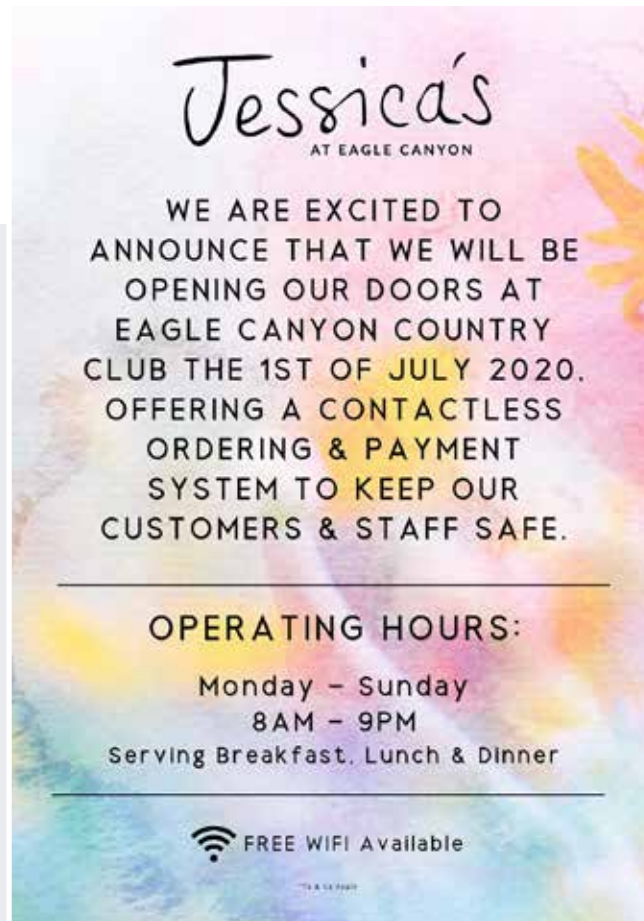 Jessica's
AT EAGLE CANYON
WE ARE EXCITED TO
ANNOUNCE THAT WE WILL BE
OPENING OUR DOORS AT
EAGLE CANYON COUNTRY
CLUB THE 1ST OF JULY 2020.
OFFERING A CONTACTLESS
ORDERING & PAYMENT
SYSTEM TO KEEP OUR
CUSTOMERS & STAFF SAFE.
OPERATING HOURS:
Monday – Sunday
8AM – 9PM
Serving Breakfast, Lunch & Dinner
FREE WIFI Available